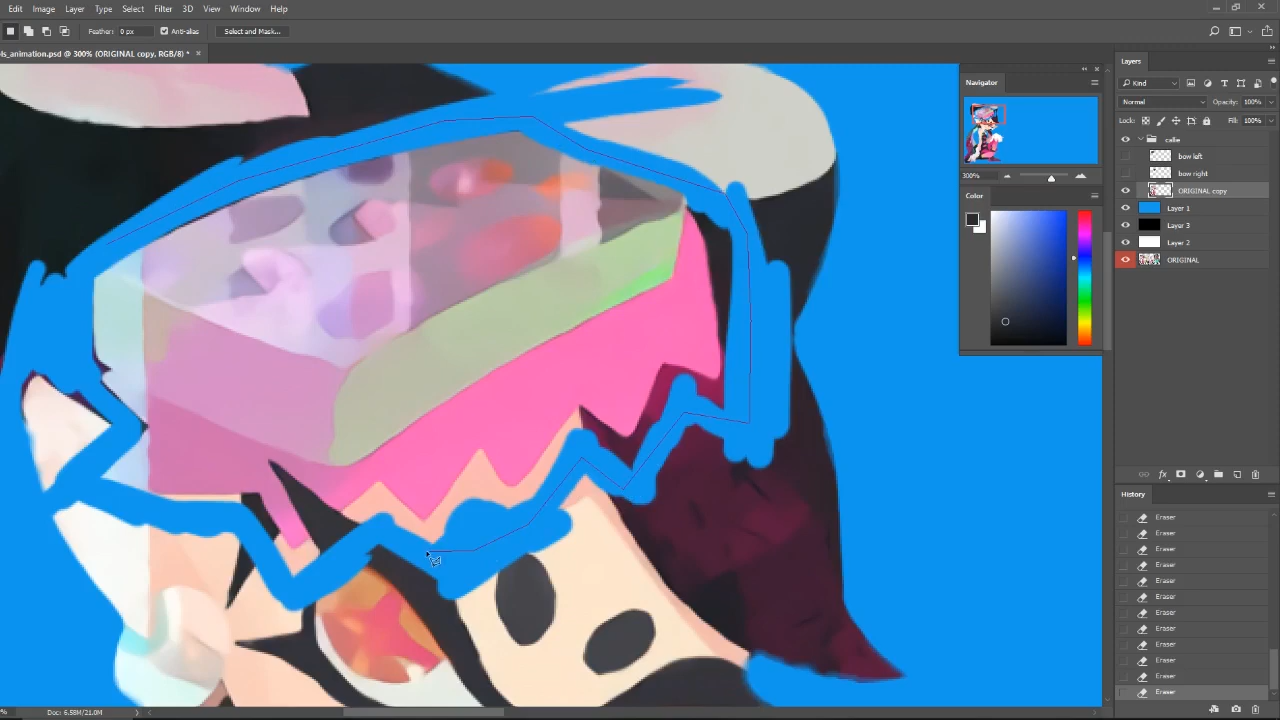 Edit Image Layer Type Select Filter 3D View Window Help
Feather: 0 px Anti-alias Select and Mask...
ls_animation.psd @ 300% (ORIGINAL copy, RGB/8) * ×
Navigator
300%
Color
Layers
Kind
Normal Opacity: 100%
Lock: Fill: 100%
callie
bow left
bow right
ORIGINAL copy
Layer 1
Layer 3
Layer 2
ORIGINAL
fx
History
Eraser
Eraser
Eraser
Eraser
Eraser
Eraser
Eraser
Eraser
Eraser
Eraser
Eraser
Eraser
% Doc: 6.58M/21.0M